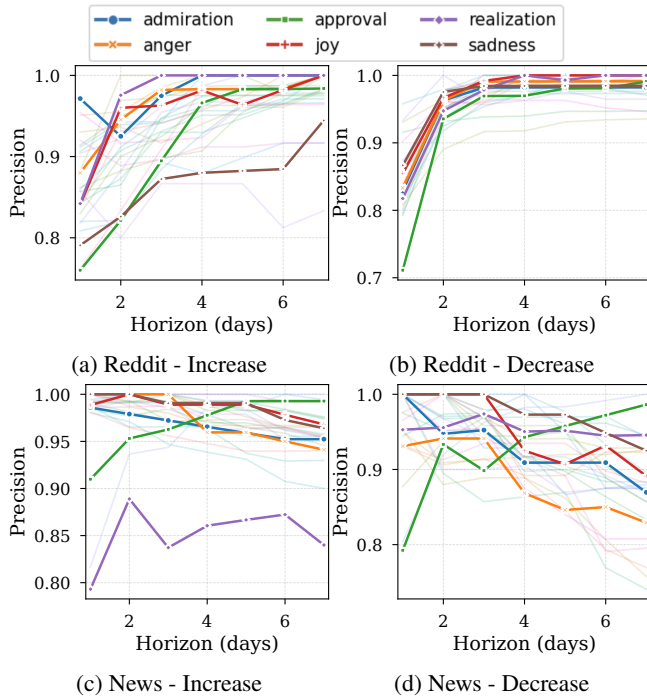 admiration approval realization
anger joy sadness
1.0
0.9
0.8
Precision
2 4 6
Horizon (days)
(a) Reddit - Increase
1.0
0.9
0.8
0.7
Precision
2 4 6
Horizon (days)
(b) Reddit - Decrease
1.00
0.95
0.90
0.85
0.80
Precision
2 4 6
Horizon (days)
(c) News - Increase
1.0
0.9
0.8
Precision
2 4 6
Horizon (days)
(d) News - Decrease